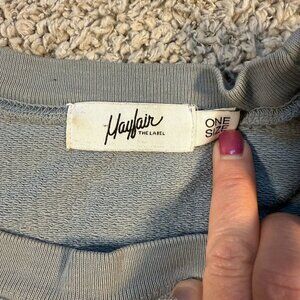 Mayfair
THE LABEL
ONE
SIZE